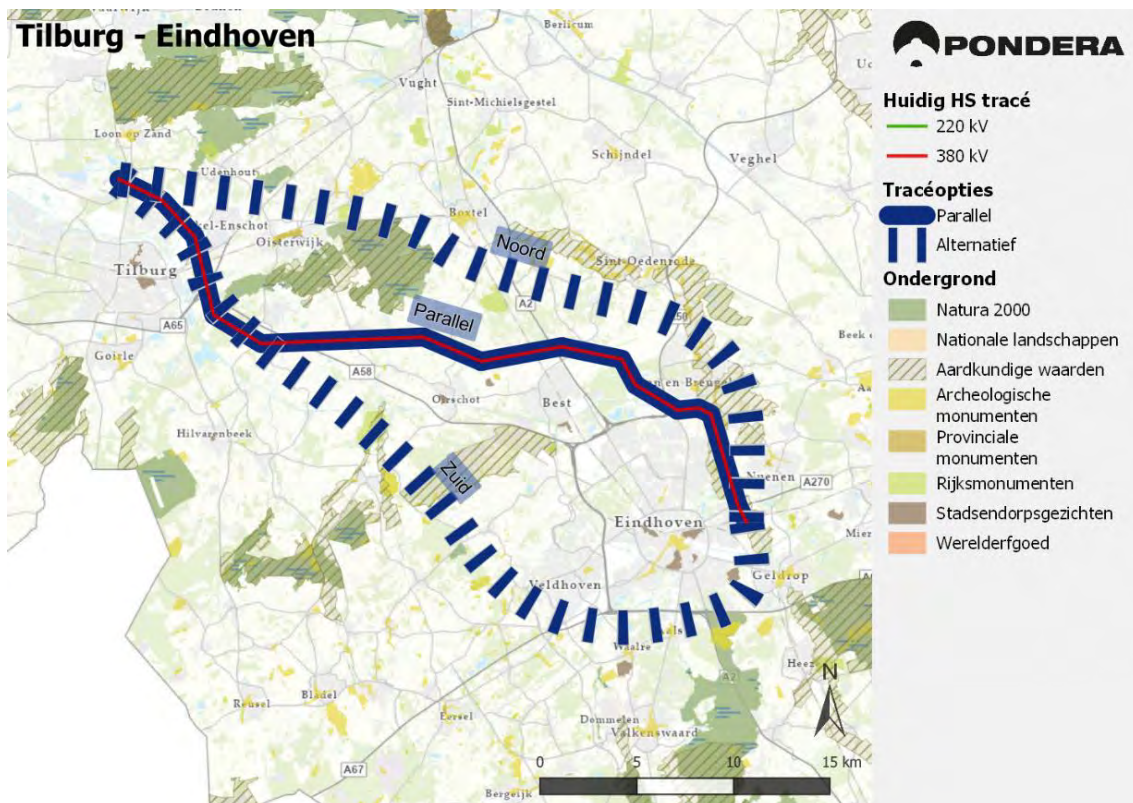 Tilburg - Eindhoven
Berlicum
Vught
Sint-Michielsgestel
Loon op Zand
Schijndel
Veghel
Udenhout
Boxtel
Noord
Oisterwijk
Sint-Oedenrode
Tilburg
A2
A50
Parallel
A65
Goirle
A58
Oirschot
Best
Hilvarenbeek
Zuid
Nuenen
A270
Eindhoven
Veldhoven
Geldrop
Waalre
A2
Reusel
Bladel
Eersel
Dommelen
Valkenswaard
A67
Bergeijk
N
0 5 10 15 km
PONDERA
Huidig HS tracé
220 kV
380 kV
Tracéopties
Parallel
Alternatief
Ondergrond
Natura 2000
Nationale landschappen
Aardkundige waarden
Archeologische
monumenten
Provinciale
monumenten
Rijksmonumenten
Stadsendorpsgezichten
Werelderfgoed